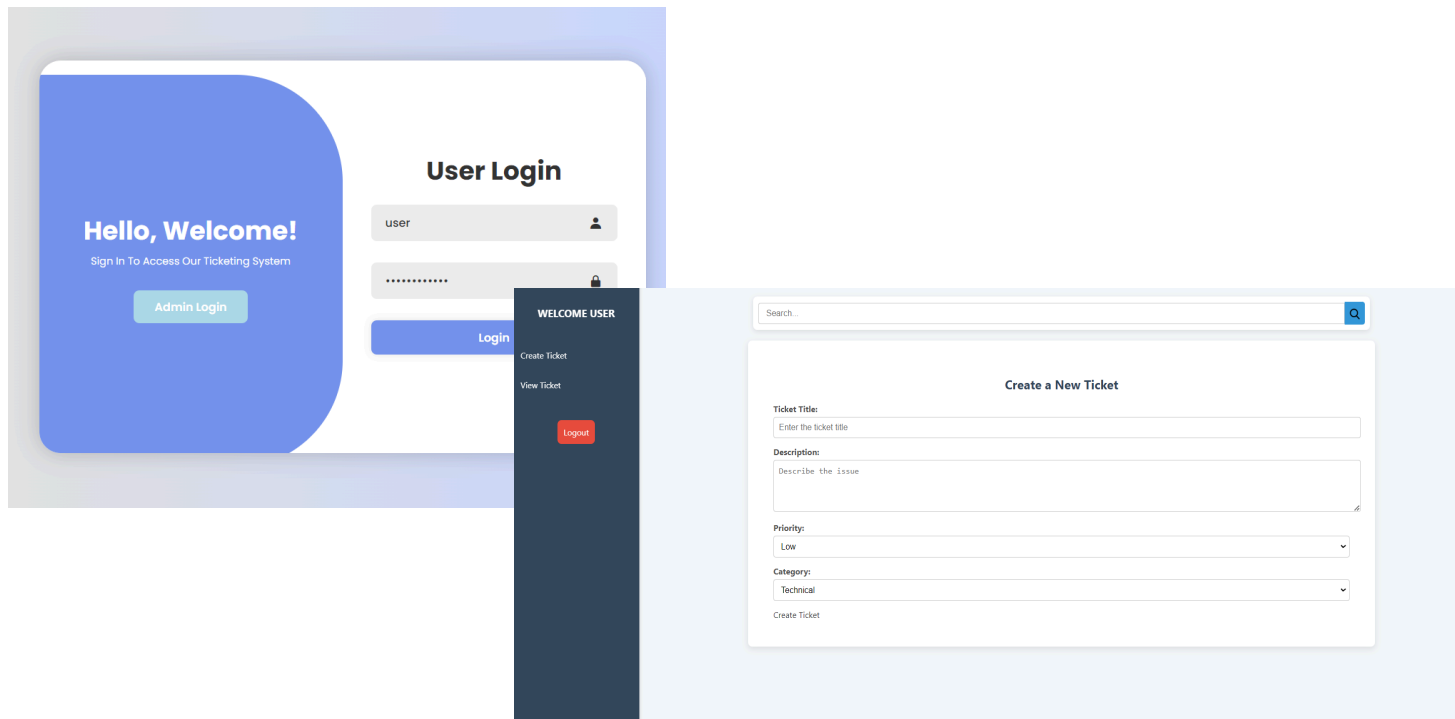 Hello, Welcome!
Sign In To Access Our Ticketing System
Admin Login
User Login
user
••••••••••••
Login
WELCOME USER
Create Ticket
View Ticket
Logout
Search...
Create a New Ticket
Ticket Title:
Enter the ticket title
Description:
Describe the issue
Priority:
Low
Category:
Technical
Create Ticket